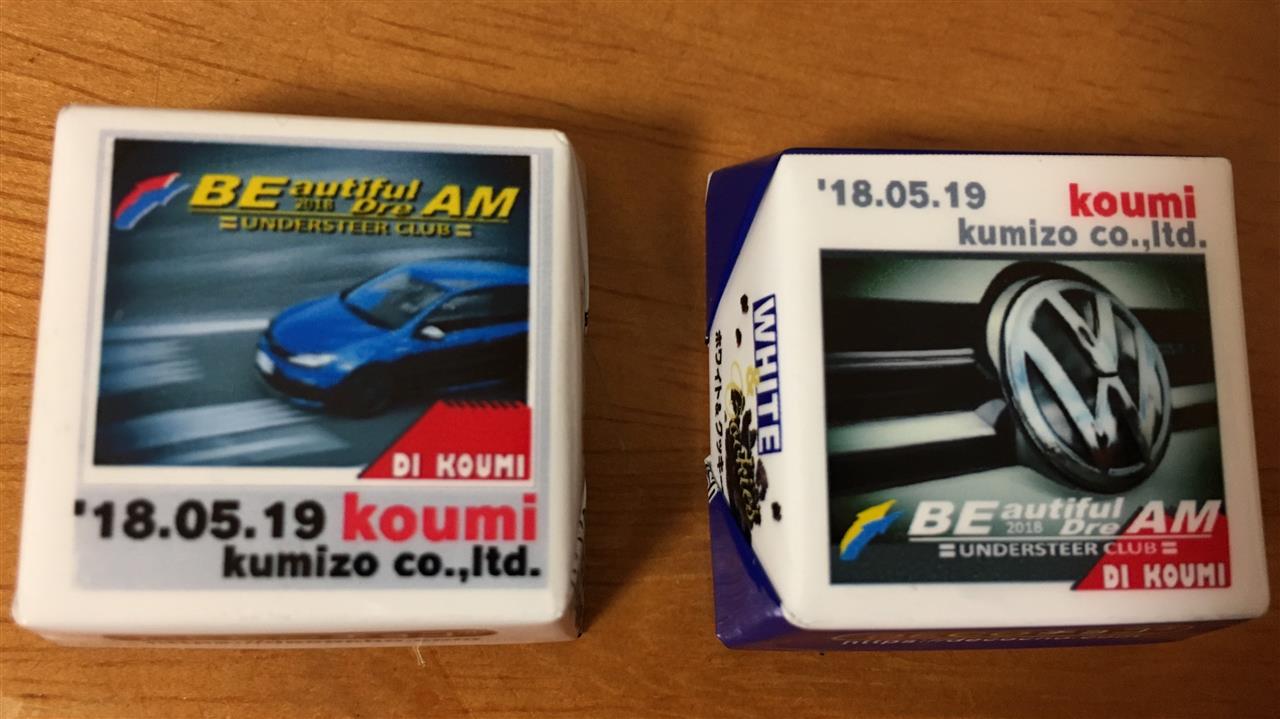 BEautiful DreAM
2018
=UNDERSTEER CLUB=
DI KOUMI
'18.05.19 koumi
kumizo co.,ltd.
'18.05.19 koumi
kumizo co.,ltd.
WHITE
&
Cookies
ホワイト&クッキー
BEautiful DreAM
2018
=UNDERSTEER CLUB=
DI KOUMI